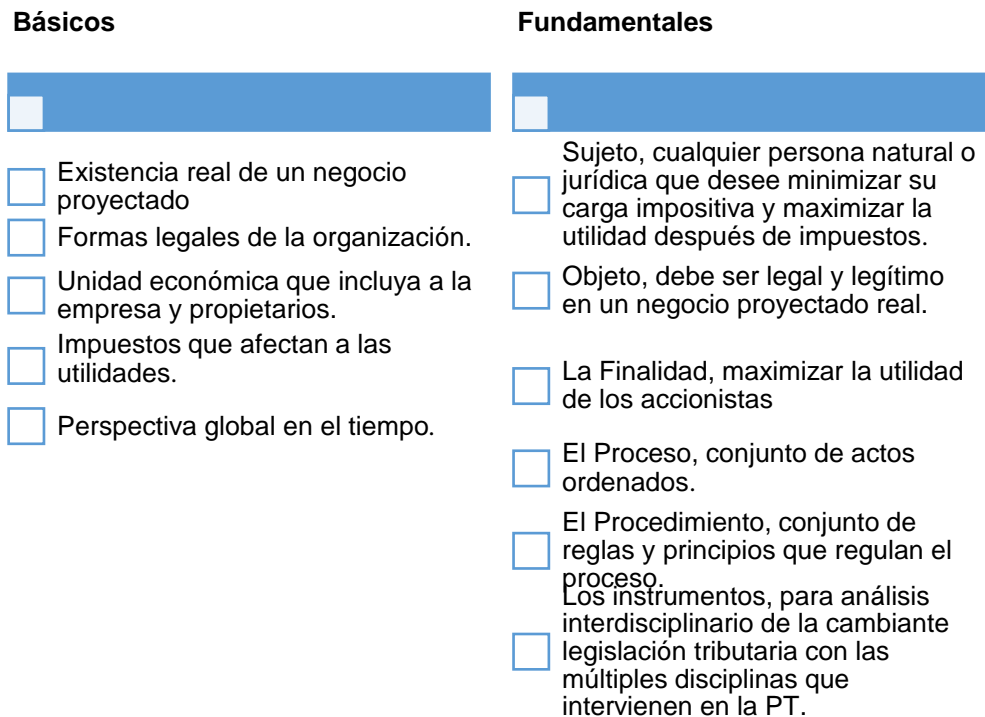 Básicos
Existencia real de un negocio
proyectado
Formas legales de la organización.
Unidad económica que incluya a la
empresa y propietarios.
Impuestos que afectan a las
utilidades.
Perspectiva global en el tiempo.
Fundamentales
Sujeto, cualquier persona natural o
jurídica que desee minimizar su
carga impositiva y maximizar la
utilidad después de impuestos.
Objeto, debe ser legal y legítimo
en un negocio proyectado real.
La Finalidad, maximizar la utilidad
de los accionistas
El Proceso, conjunto de actos
ordenados.
El Procedimiento, conjunto de
reglas y principios que regulan el
proceso.
Los instrumentos, para análisis
interdisciplinario de la cambiante
legislación tributaria con las
múltiples disciplinas que
intervienen en la PT.